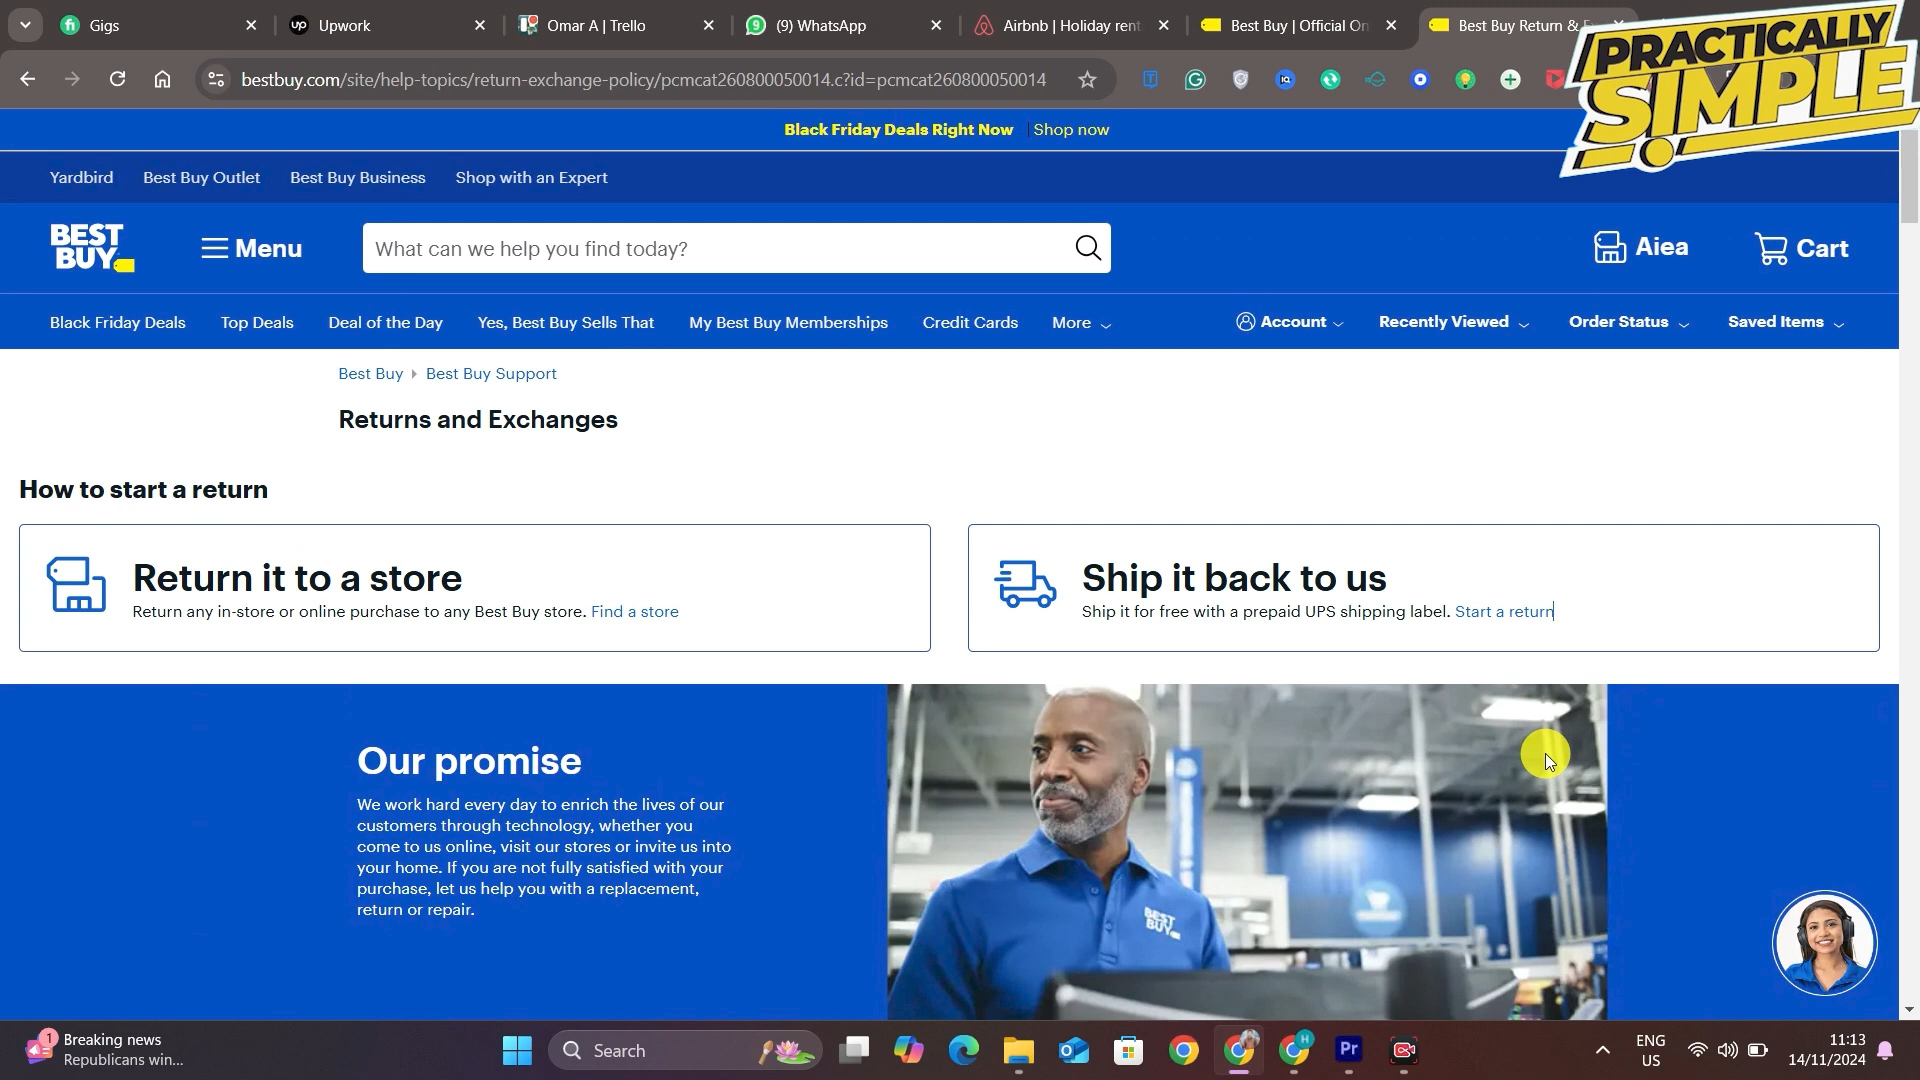 Gigs
Upwork
Omar A | Trello
(9) WhatsApp
Airbnb | Holiday rent
Best Buy | Official On
Best Buy Return &
PRACTICALLY
SIMPLE
bestbuy.com/site/help-topics/return-exchange-policy/pcmcat260800050014.c?id=pcmcat260800050014
Black Friday Deals Right Now | Shop now
Yardbird Best Buy Outlet Best Buy Business Shop with an Expert
BEST
BUY
Menu
What can we help you find today?
Aiea
Cart
Black Friday Deals Top Deals Deal of the Day Yes, Best Buy Sells That My Best Buy Memberships Credit Cards More Account Recently Viewed Order Status Saved Items
Best Buy Best Buy Support
Returns and Exchanges
How to start a return
Return it to a store
Return any in-store or online purchase to any Best Buy store. Find a store
Ship it back to us
Ship it for free with a prepaid UPS shipping label. Start a return
Our promise
We work hard every day to enrich the lives of our
customers through technology, whether you
come to us online, visit our stores or invite us into
your home. If you are not fully satisfied with your
purchase, let us help you with a replacement,
return or repair.
BEST
BUY
1
Breaking news
Republicans win...
Search
H
Pr
ENG
US
11:13
14/11/2024